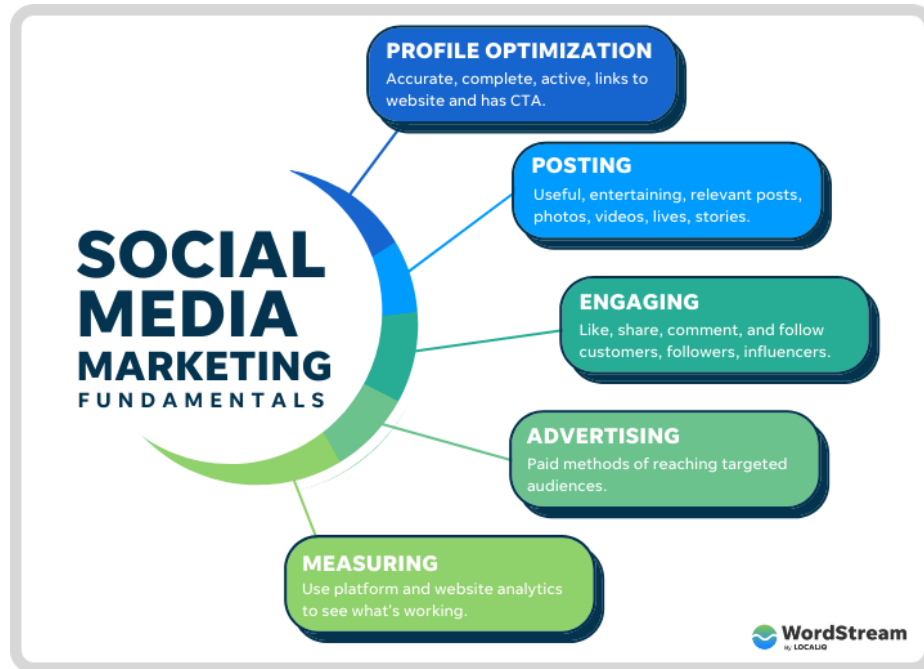 PROFILE OPTIMIZATION
Accurate, complete, active, links to
website and has CTA.
POSTING
Useful, entertaining, relevant posts,
photos, videos, lives, stories.
SOCIAL
MEDIA
MARKETING
FUNDAMENTALS
ENGAGING
Like, share, comment, and follow
customers, followers, influencers.
ADVERTISING
Paid methods of reaching targeted
audiences.
MEASURING
Use platform and website analytics
to see what's working.
WordStream
By LOCALiQ